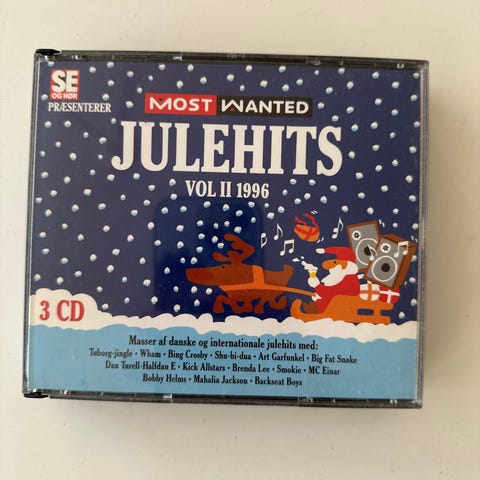 SE
OG HØR
PRÆSENTERER
MOST WANTED
JULEHITS
VOL II 1996
3 CD
Masser af danske og internationale julehits med:
Tuborg-jingle · Wham · Bing Crosby · Shu-bi-dua · Art Garfunkel · Big Fat Snake
Dan Turell-Halfdan E · Kick Allstars · Brenda Lee · Smokie · MC Einar
Bobby Helms · Mahalia Jackson · Backseat Boys